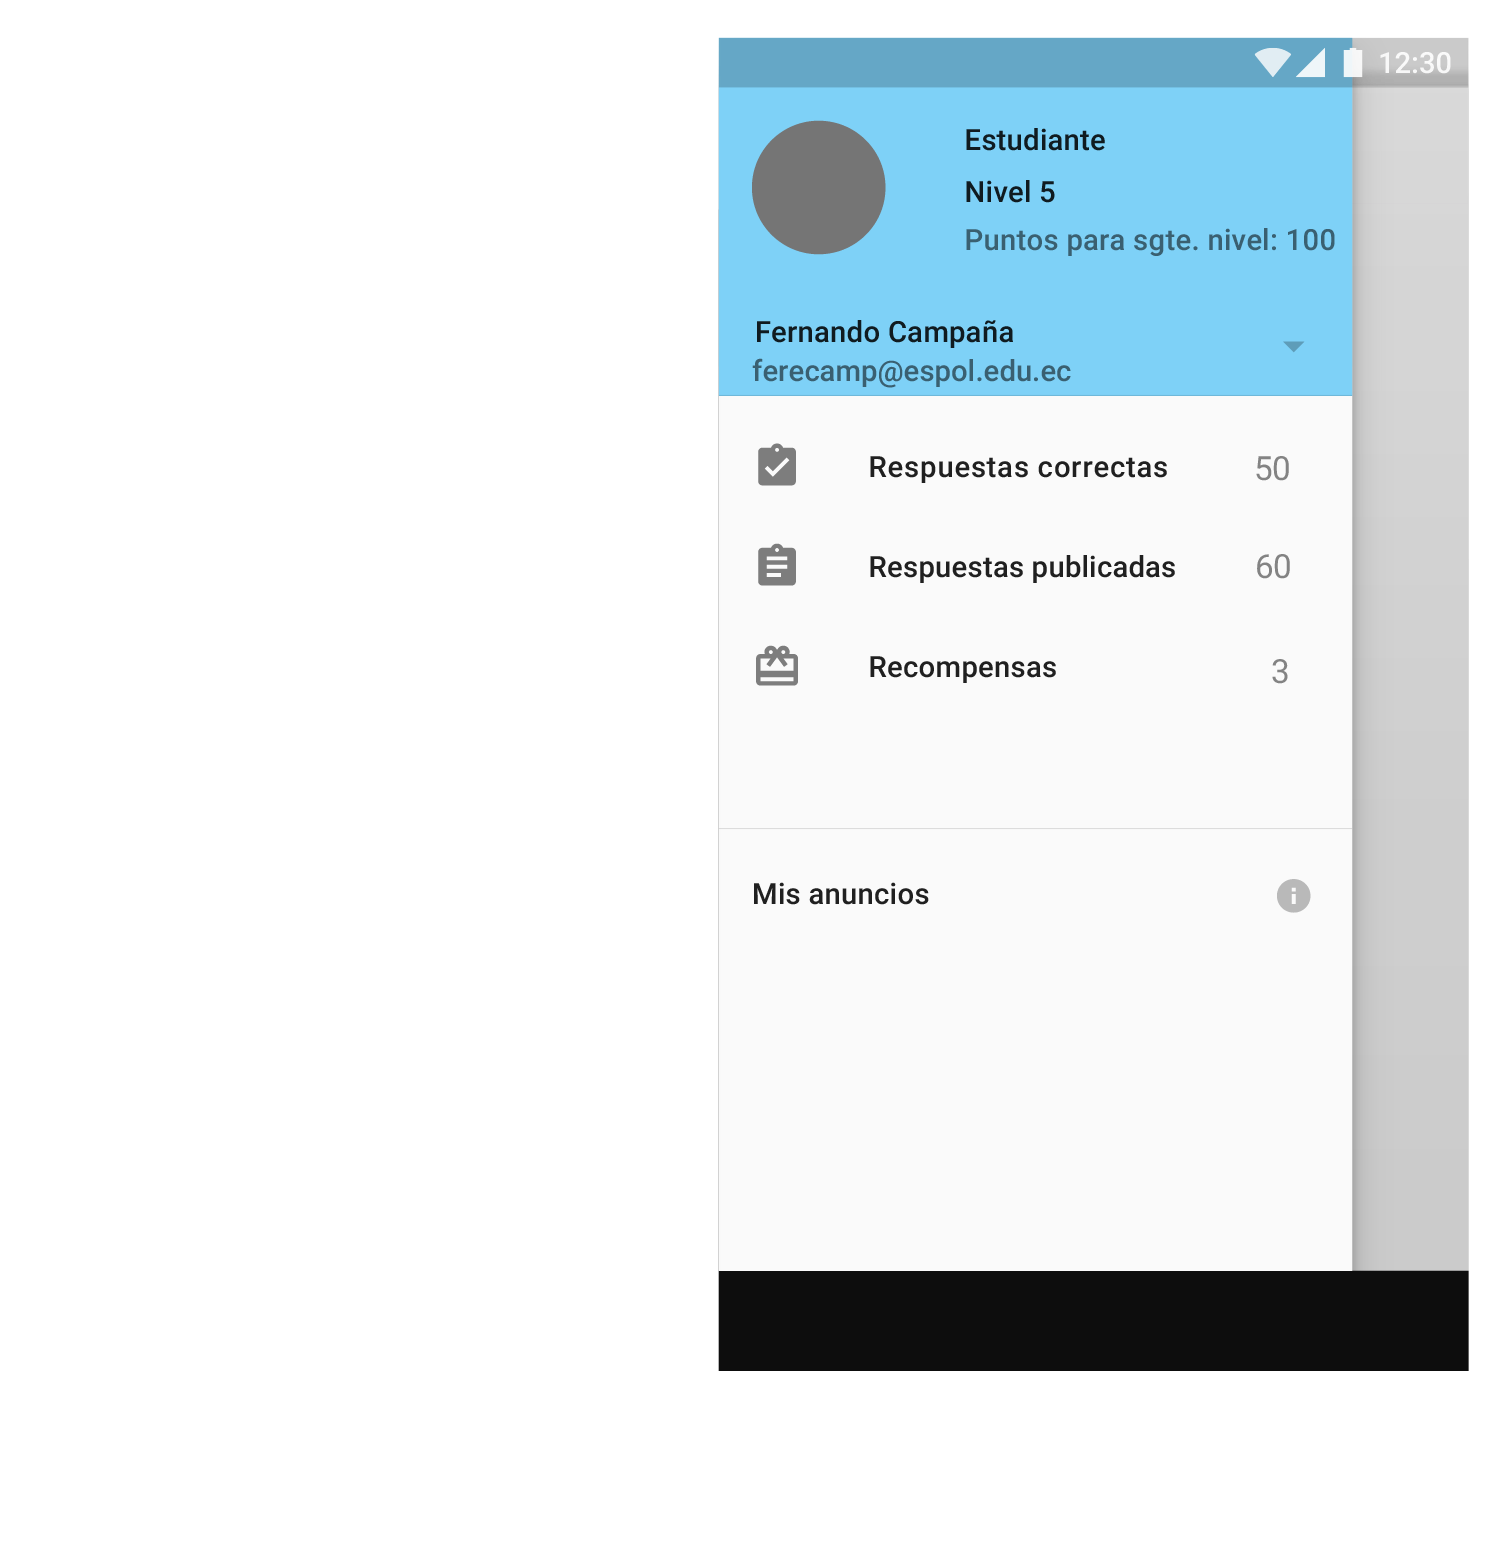 12:30
Estudiante
Nivel 5
Puntos para sgte. nivel: 100
Fernando Campaña
ferecamp@espol.edu.ec
Respuestas correctas 50
Respuestas publicadas 60
Recompensas 3
Mis anuncios